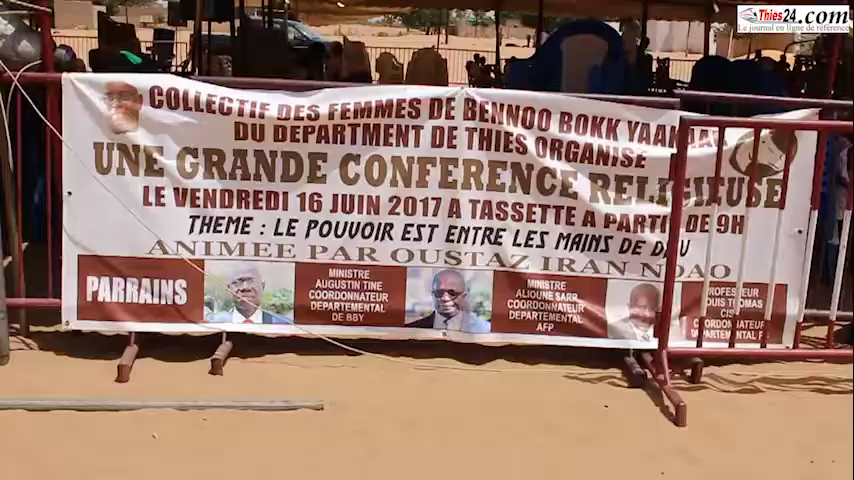 Thies24.com
Le journal en ligne de référence
COLLECTIF DES FEMMES DE BENNOO BOKK YAAKAAR
DU DEPARTMENT DE THIES ORGANISE
UNE GRANDE CONFERENCE RELIGIEUSE
LE VENDREDI 16 JUIN 2017 A TASSETTE A PARTIR DE 9H
THEME : LE POUVOIR EST ENTRE LES MAINS DE DIEU
ANIMEE PAR OUSTAZ IRAN NDAO
PARRAINS
MINISTRE
AUGUSTIN TINE
COORDONNATEUR
DEPARTEMENTAL
DE BBY
MINISTRE
ALIOUNE SARR
COORDONNATEUR
DEPARTEMENTAL
AFP
PROFESSEUR
LOUIS THOMAS
COORDONNATEUR
DEPARTEMENTAL